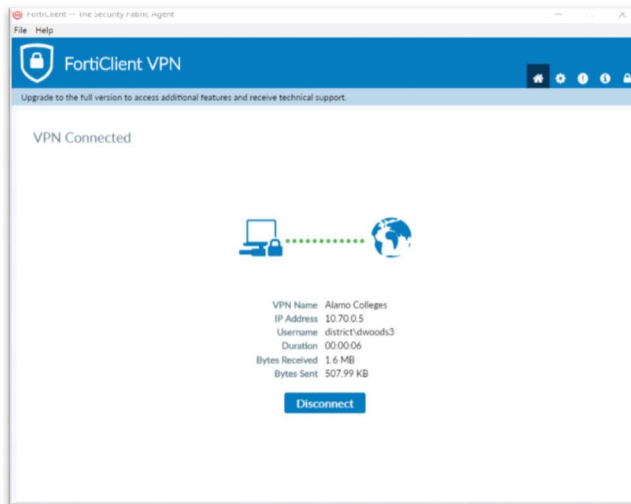 FortiClient -- The Security Fabric Agent
File Help
FortiClient VPN
Upgrade to the full version to access additional features and receive technical support.
VPN Connected
VPN Name Alamo Colleges
IP Address 10.70.0.5
Username district\dwoods3
Duration 00:00:06
Bytes Received 1.6 MB
Bytes Sent 507.99 KB
Disconnect